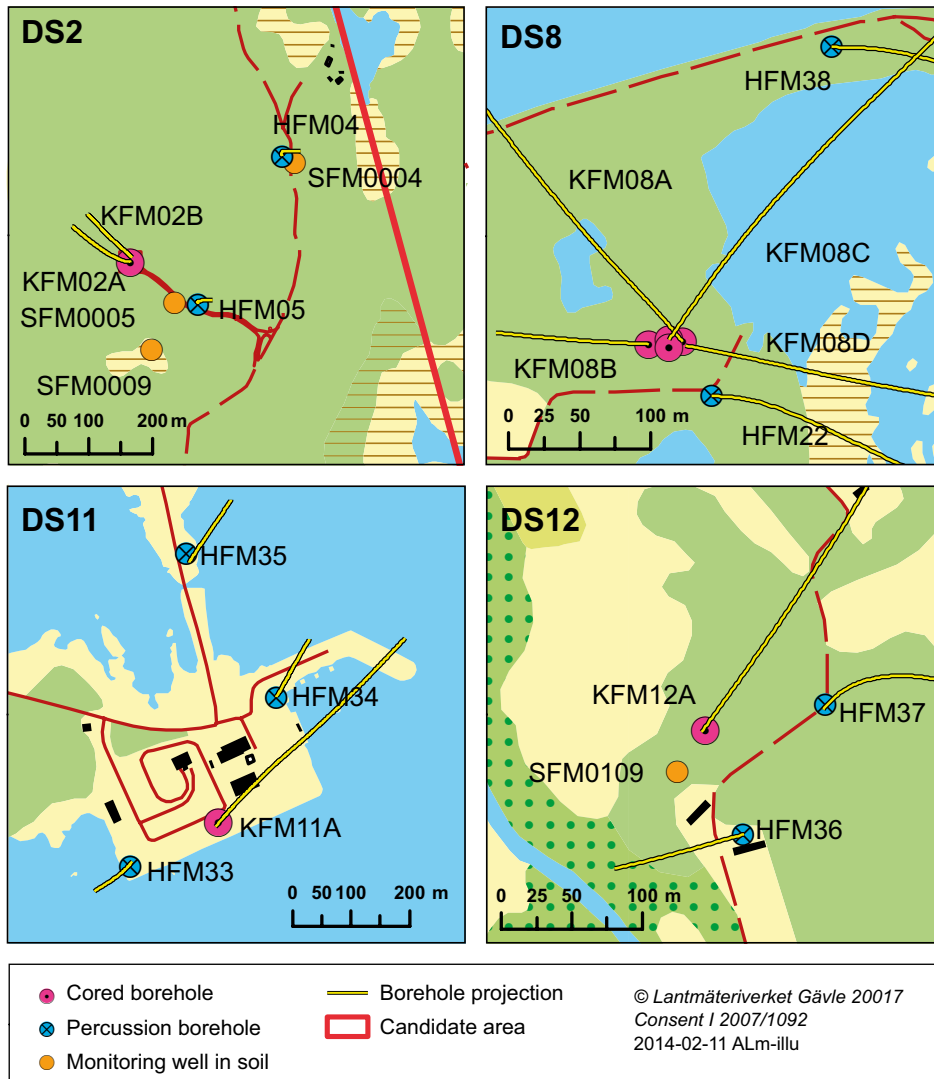 DS2
HFM04
SFM0004
KFM02B
KFM02A
SFM0005
HFM05
SFM0009
0 50 100 200 m
DS8
HFM38
KFM08A
KFM08C
KFM08D
KFM08B
HFM22
0 25 50 100 m
DS11
HFM35
HFM34
KFM11A
HFM33
0 50 100 200 m
DS12
KFM12A
HFM37
SFM0109
HFM36
0 25 50 100 m
Cored borehole
Percussion borehole
Monitoring well in soil
Borehole projection
Candidate area
© Lantmäteriverket Gävle 20017
Consent I 2007/1092
2014-02-11 ALm-illu